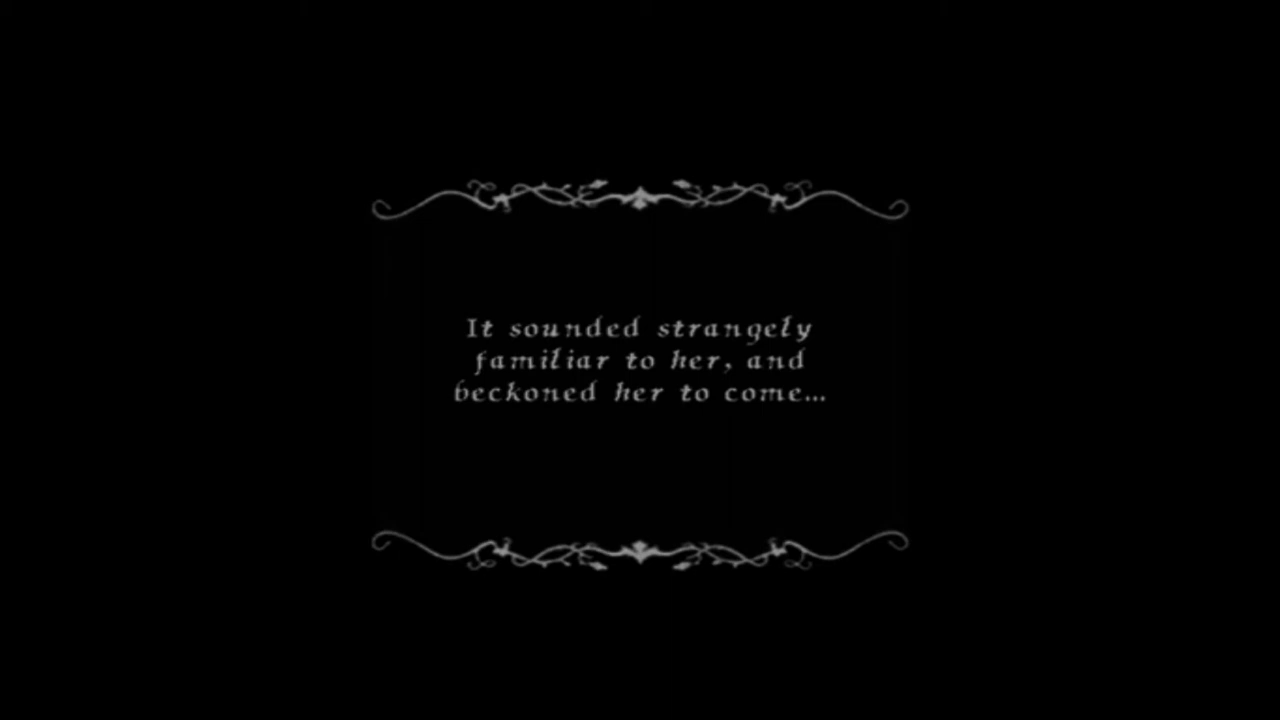 It sounded strangely
familiar to her, and
beckoned her to come...